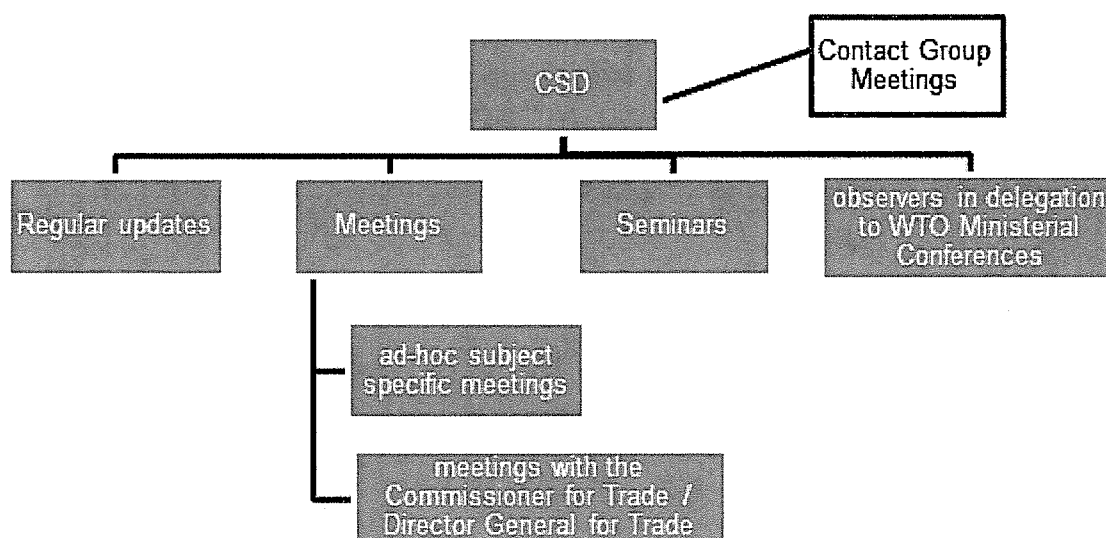 CSD
Contact Group
Meetings
Regular updates
Meetings
Seminars
observers in delegation
to WTO Ministerial
Conferences
ad-hoc subject
specific meetings
meetings with the
Commissioner for Trade /
Director General for Trade